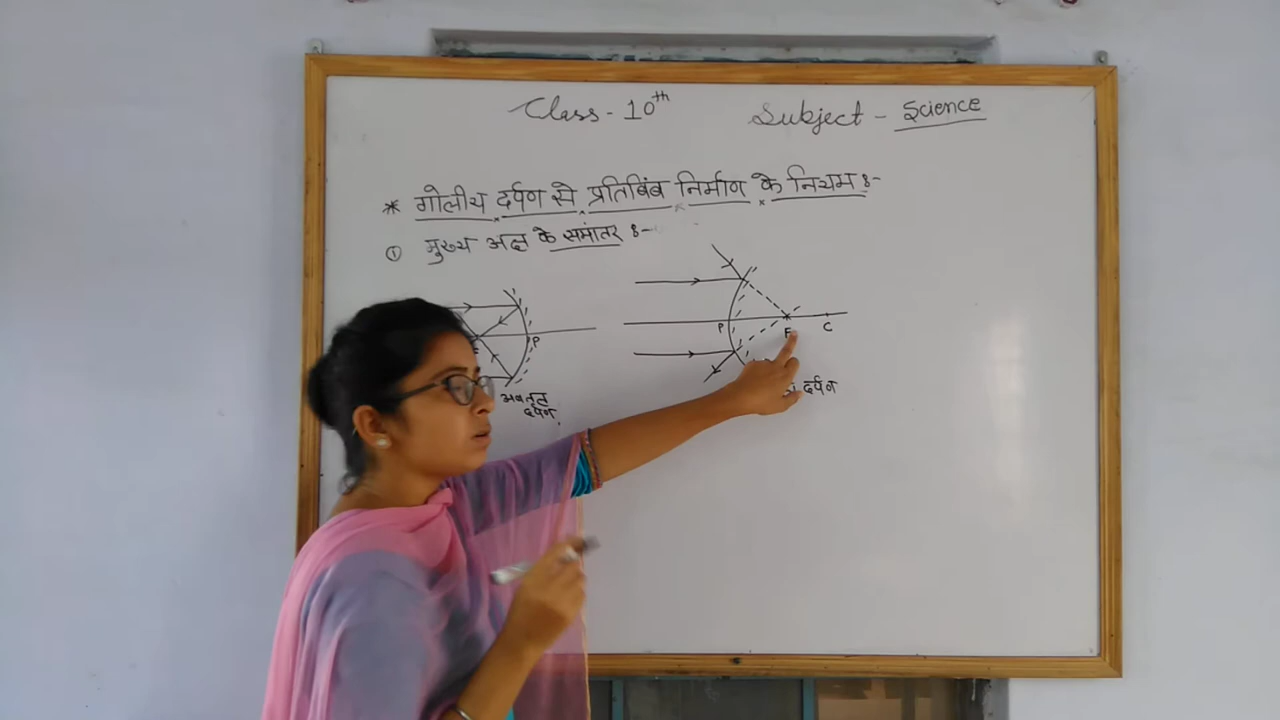 Class - 10th Subject - Science
* गोलीय दर्पण से प्रतिबिंब निर्माण के नियम :-
① मुख्य अक्ष के समांतर :-
P
अवतल
दर्पण
P F C
दर्पण